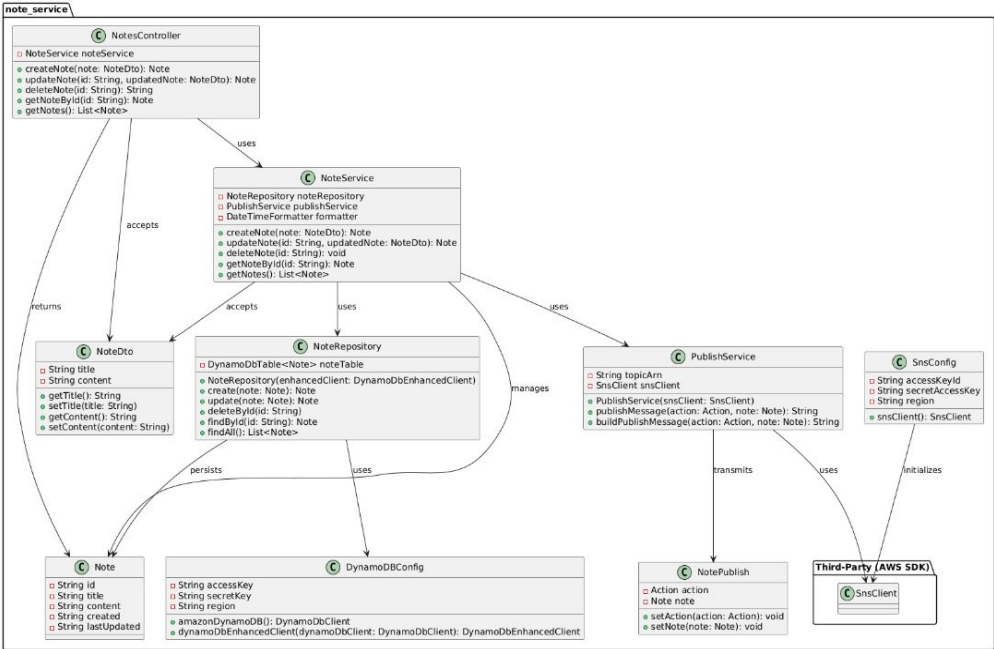 note_service
C NotesController
NoteService noteService
createNote(note: NoteDto): Note
updateNote(id: String, updatedNote: NoteDto): Note
deleteNote(id: String): String
getNoteById(id: String): Note
getNotes(): List<Note>
uses
C NoteService
NoteRepository noteRepository
PublishService publishService
DateTimeFormatter formatter
createNote(note: NoteDto): Note
updateNote(id: String, updatedNote: NoteDto): Note
deleteNote(id: String): void
getNoteById(id: String): Note
getNotes(): List<Note>
accepts
returns
accepts
uses
uses
manages
C NoteDto
String title
String content
getTitle(): String
setTitle(title: String)
getContent(): String
setContent(content: String)
C NoteRepository
DynamoDbTable<Note> noteTable
NoteRepository(enhancedClient: DynamoDbEnhancedClient)
create(note: Note): Note
update(note: Note): Note
deleteById(id: String)
findById(id: String): Note
findAll(): List<Note>
C PublishService
String topicArn
SnsClient snsClient
PublishService(snsClient: SnsClient)
publishMessage(action: Action, note: Note): String
buildPublishMessage(action: Action, note: Note): String
C SnsConfig
String accessKeyId
String secretAccessKey
String region
snsClient(): SnsClient
persists
uses
transmits
uses
initializes
C Note
String id
String title
String content
String created
String lastUpdated
C DynamoDBConfig
String accessKey
String secretKey
String region
amazonDynamoDB(): DynamoDbClient
dynamoDbEnhancedClient(dynamoDbClient: DynamoDbClient): DynamoDbEnhancedClient
C NotePublish
Action action
Note note
setAction(action: Action): void
setNote(note: Note): void
Third-Party (AWS SDK)
C SnsClient